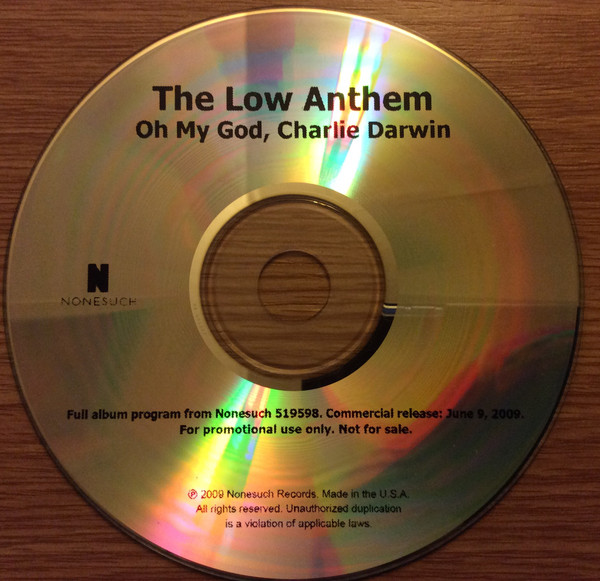 The Low Anthem
Oh My God, Charlie Darwin
N
NONESUCH
Full album program from Nonesuch 519598. Commercial release: June 9, 2009.
For promotional use only. Not for sale.
℗ 2009 Nonesuch Records. Made in the U.S.A.
All rights reserved. Unauthorized duplication
is a violation of applicable laws.